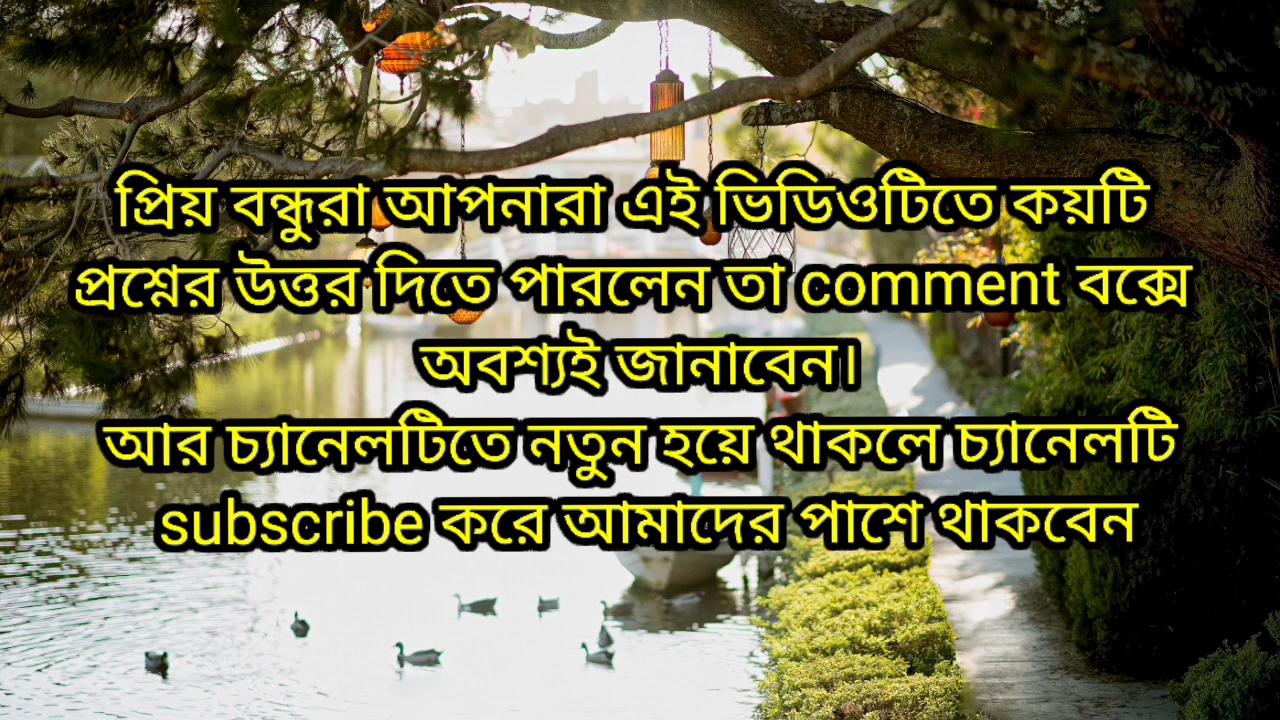 প্রিয় বন্ধুরা আপনারা এই ভিডিওটিতে কয়টি
প্রশ্নের উত্তর দিতে পারলেন তা comment বক্সে
অবশ্যই জানাবেন।
আর চ্যানেলটিতে নতুন হয়ে থাকলে চ্যানেলটি
subscribe করে আমাদের পাশে থাকবেন